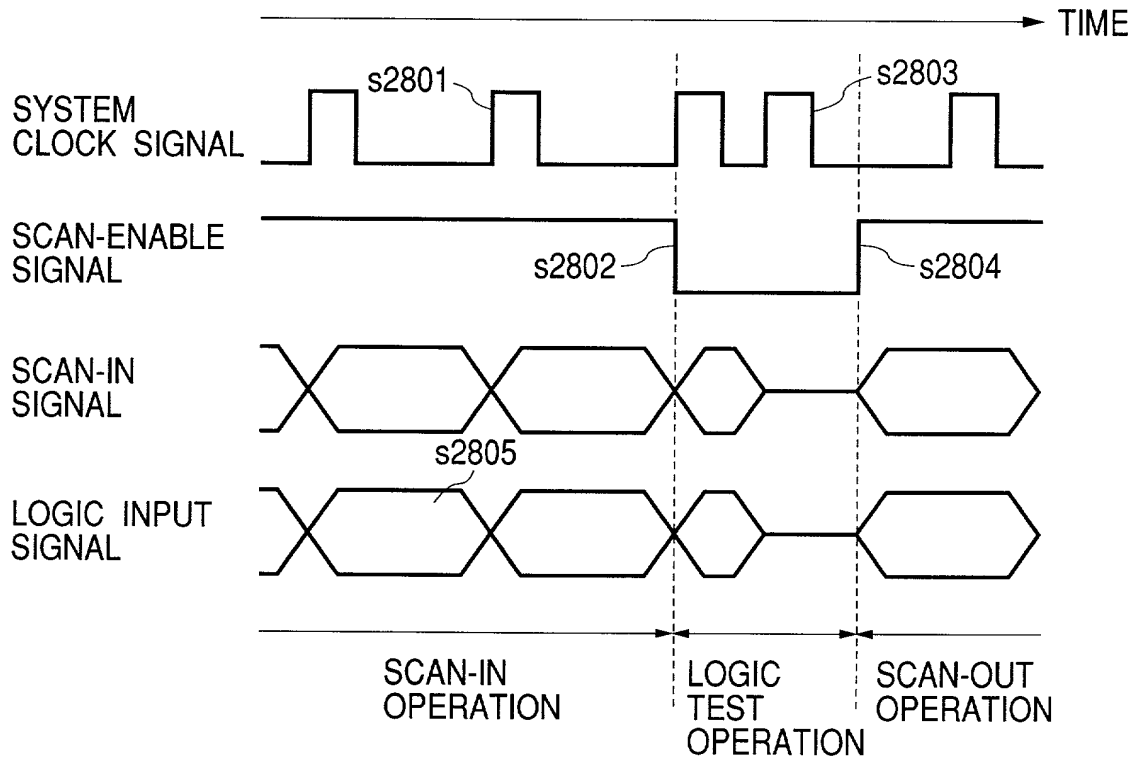 TIME
s2801
s2803
SYSTEM
CLOCK SIGNAL
SCAN-ENABLE
SIGNAL
s2802
s2804
SCAN-IN
SIGNAL
s2805
LOGIC INPUT
SIGNAL
SCAN-IN
OPERATION
LOGIC
TEST
OPERATION
SCAN-OUT
OPERATION